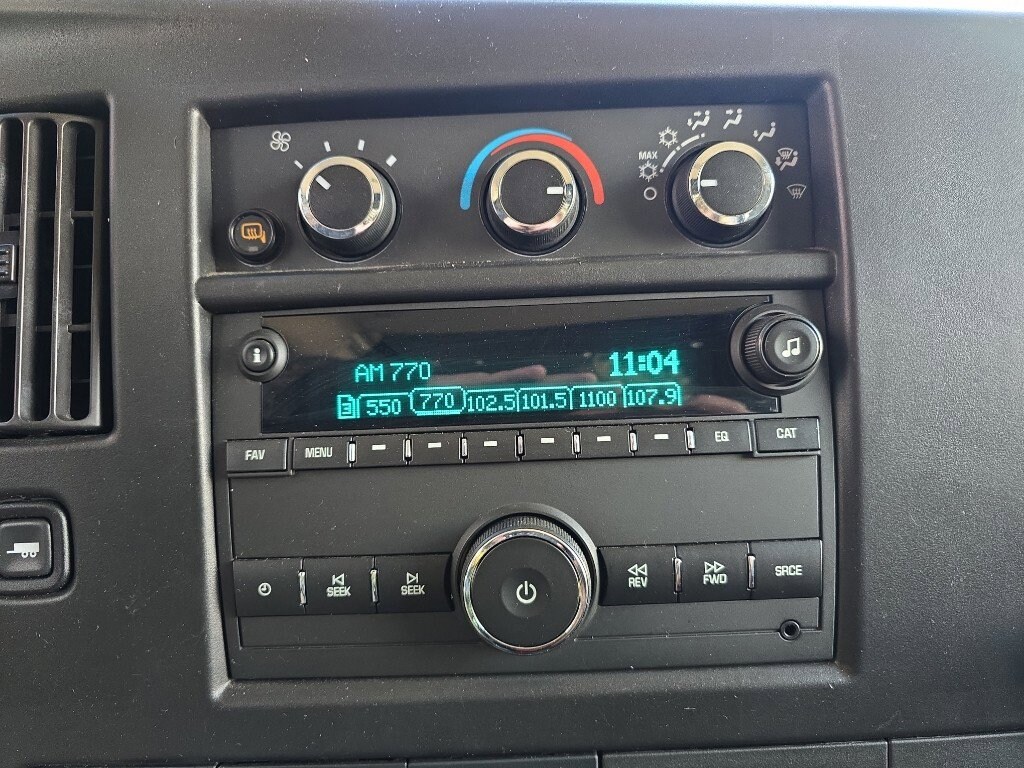 MAX
i
AM 770 11:04
550 770 102.5 101.5 1100 107.9
FAV MENU EQ CAT
SEEK SEEK REV FWD SRCE